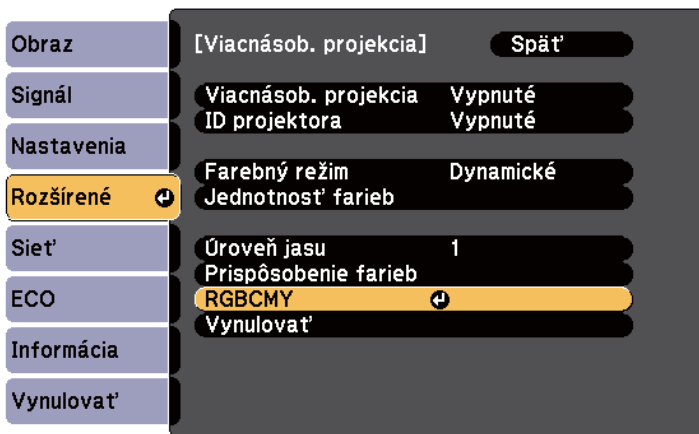 Obraz
Signál
Nastavenia
Rozšírené
Sieť
ECO
Informácia
Vynulovať
[Viacnásob. projekcia] Späť
Viacnásob. projekcia Vypnuté
ID projektora Vypnuté
Farebný režim Dynamické
Jednotnosť farieb
Úroveň jasu 1
Prispôsobenie farieb
RGBCMY
Vynulovať